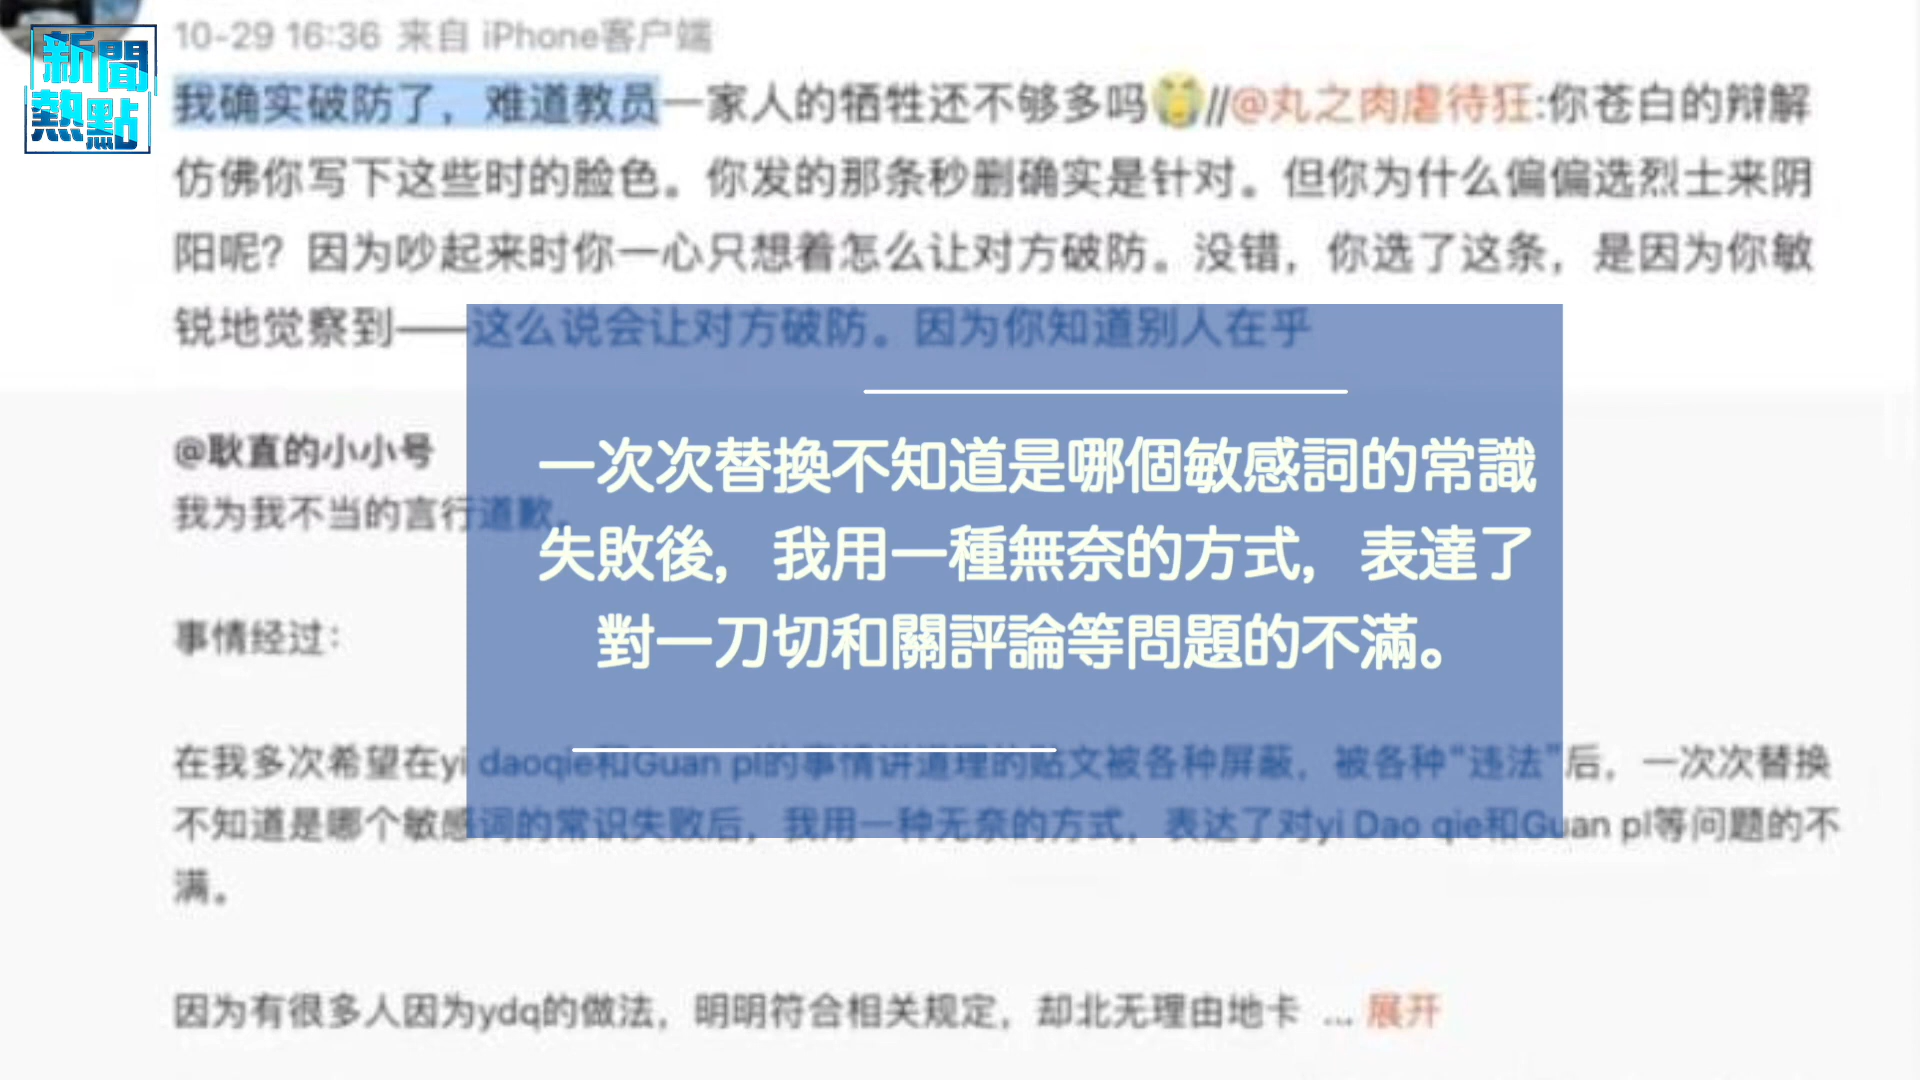 新聞
熱點
10-29 16:36 来自 iPhone客户端
我确实破防了，难道教员一家人的牺牲还不够多吗//@丸之肉虐待狂:你苍白的辩解
仿佛你写下这些时的脸色。你发的那条秒删确实是针对。但你为什么偏偏选烈士来阴
阳呢？因为吵起来时你一心只想着怎么让对方破防。没错，你选了这条，是因为你敏
锐地觉察到——这么说会让对方破防。因为你知道别人在乎
@耿直的小小号
我为我不当的言行道歉。
一次次替換不知道是哪個敏感詞的常識
失敗後，我用一種無奈的方式，表達了
對一刀切和關評論等問題的不滿。
事情经过：
在我多次希望在yi daoqie和Guan pl的事情讲道理的贴文被各种屏蔽，被各种“违法”后，一次次替换
不知道是哪个敏感词的常识失败后，我用一种无奈的方式，表达了对yi Dao qie和Guan pl等问题的不
满。
因为有很多人因为ydq的做法，明明符合相关规定，却北无理由地卡 ... 展开